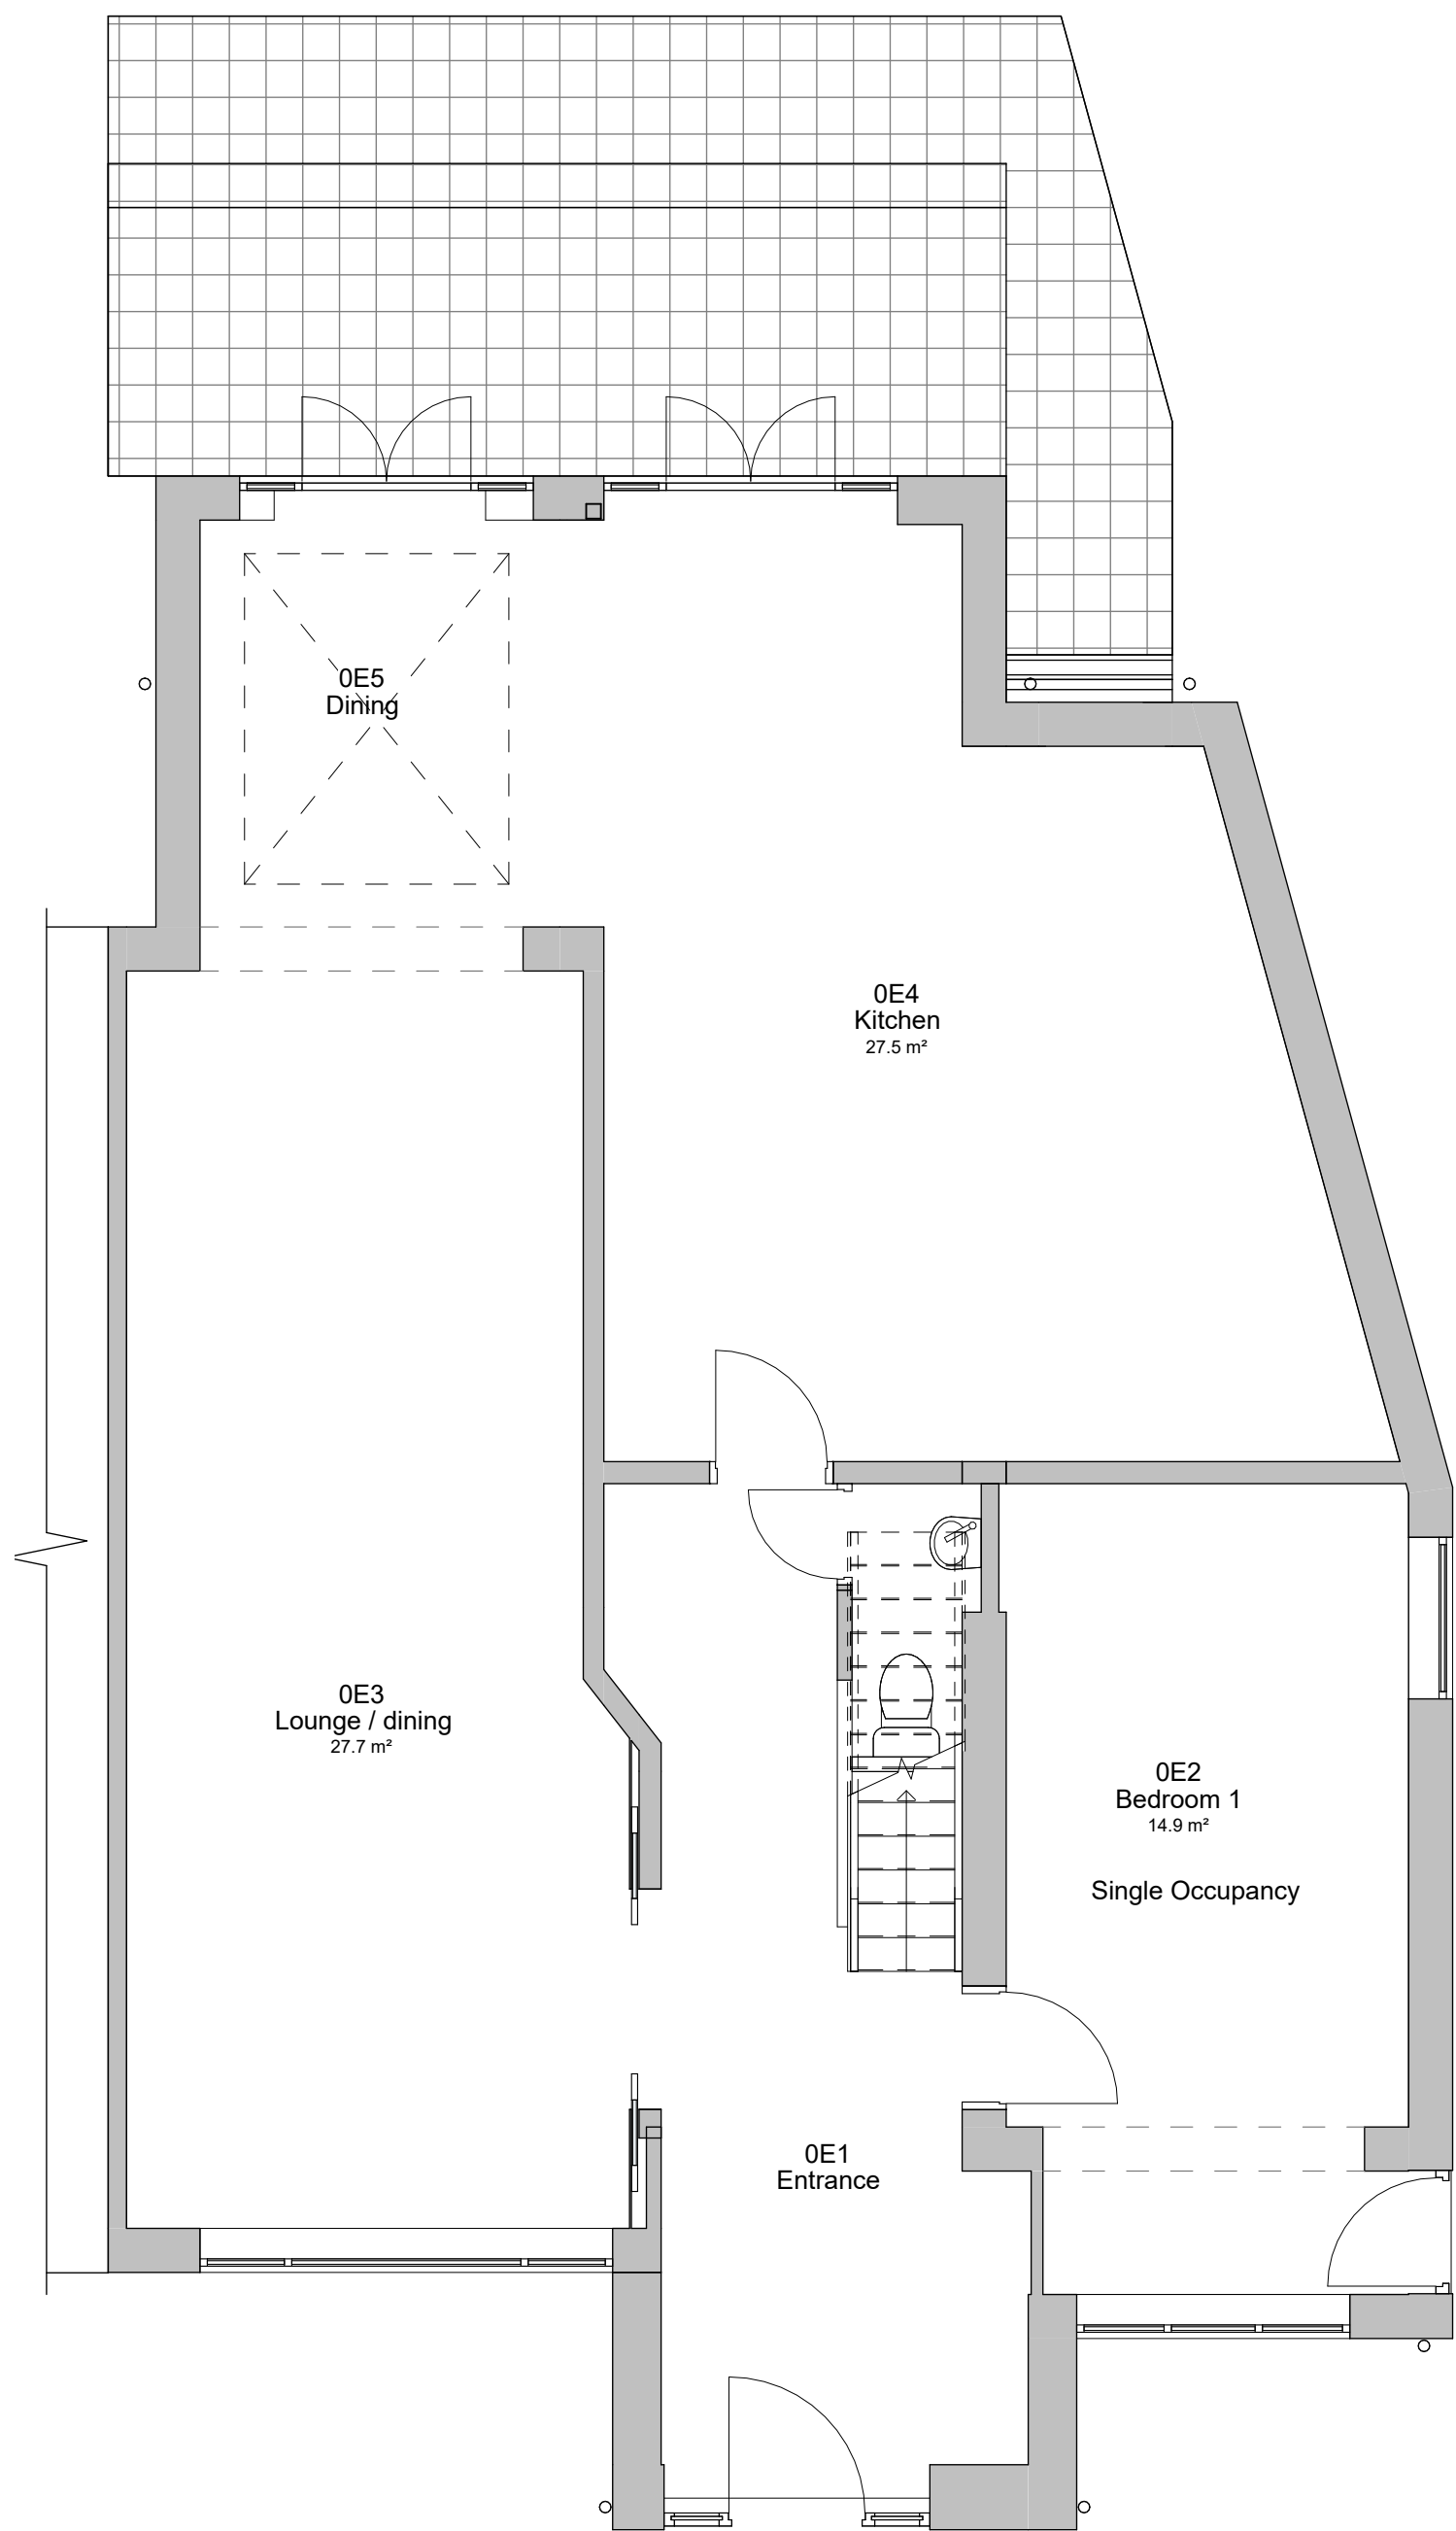 0E5
Dining
0E4
Kitchen
27.5 m²
0E3
Lounge / dining
27.7 m²
0E2
Bedroom 1
14.9 m²
Single Occupancy
0E1
Entrance